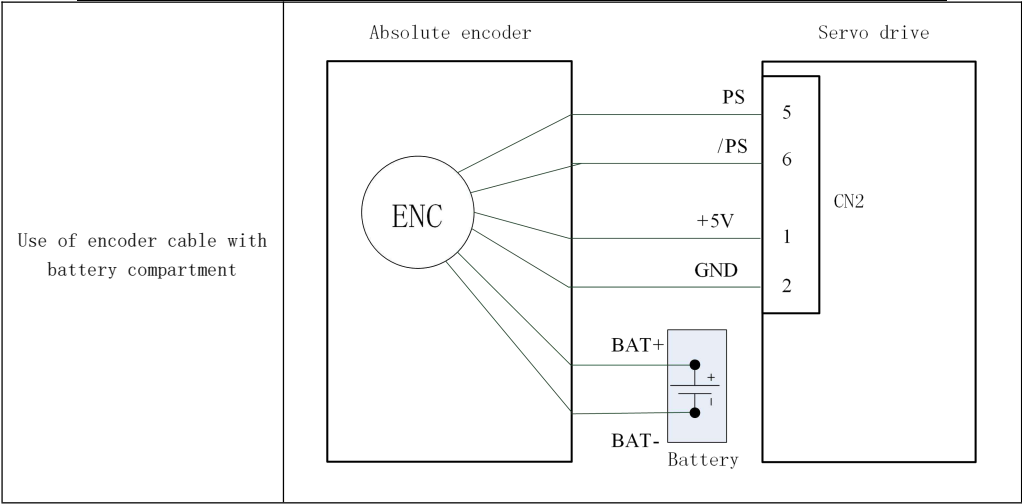 Absolute encoder
Servo drive
PS
5
/PS
6
ENC
CN2
+5V
1
Use of encoder cable with
battery compartment
GND
2
BAT+
+
-
BAT-
Battery